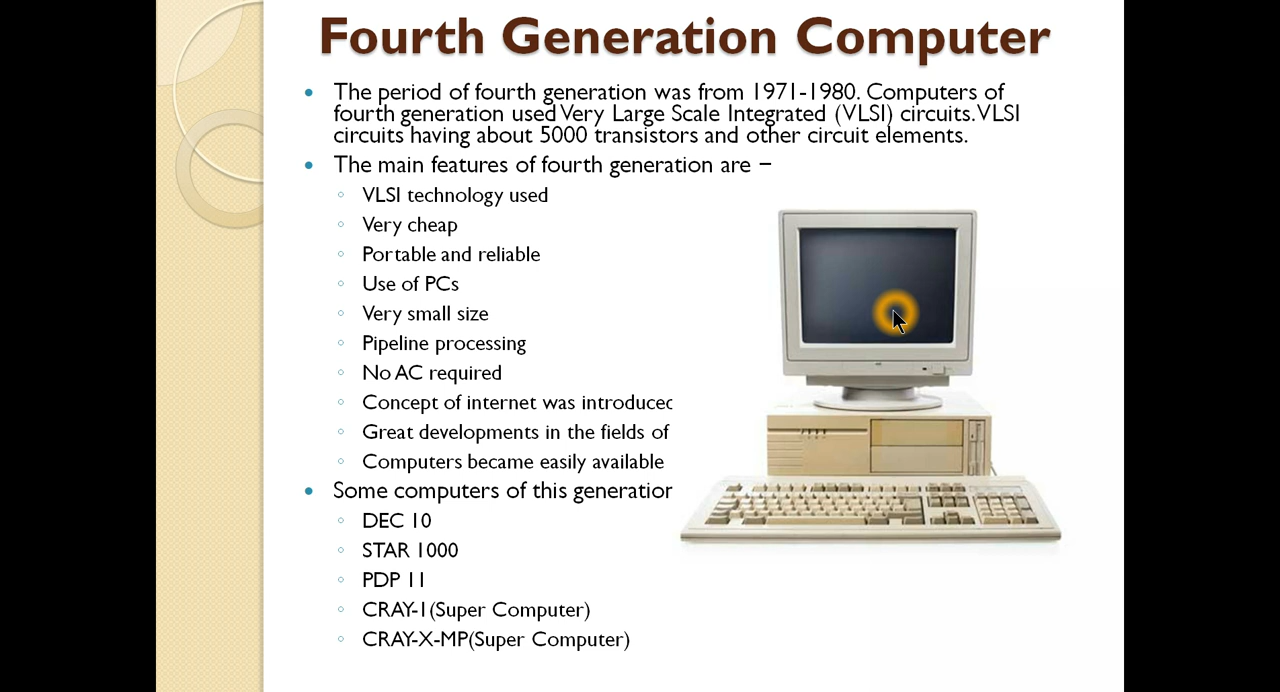 Fourth Generation Computer
• The period of fourth generation was from 1971-1980. Computers of
fourth generation used Very Large Scale Integrated (VLSI) circuits. VLSI
circuits having about 5000 transistors and other circuit elements.
• The main features of fourth generation are −
◦ VLSI technology used
◦ Very cheap
◦ Portable and reliable
◦ Use of PCs
◦ Very small size
◦ Pipeline processing
◦ No AC required
◦ Concept of internet was introduced
◦ Great developments in the fields of
◦ Computers became easily available
• Some computers of this generation
◦ DEC 10
◦ STAR 1000
◦ PDP 11
◦ CRAY-1(Super Computer)
◦ CRAY-X-MP(Super Computer)